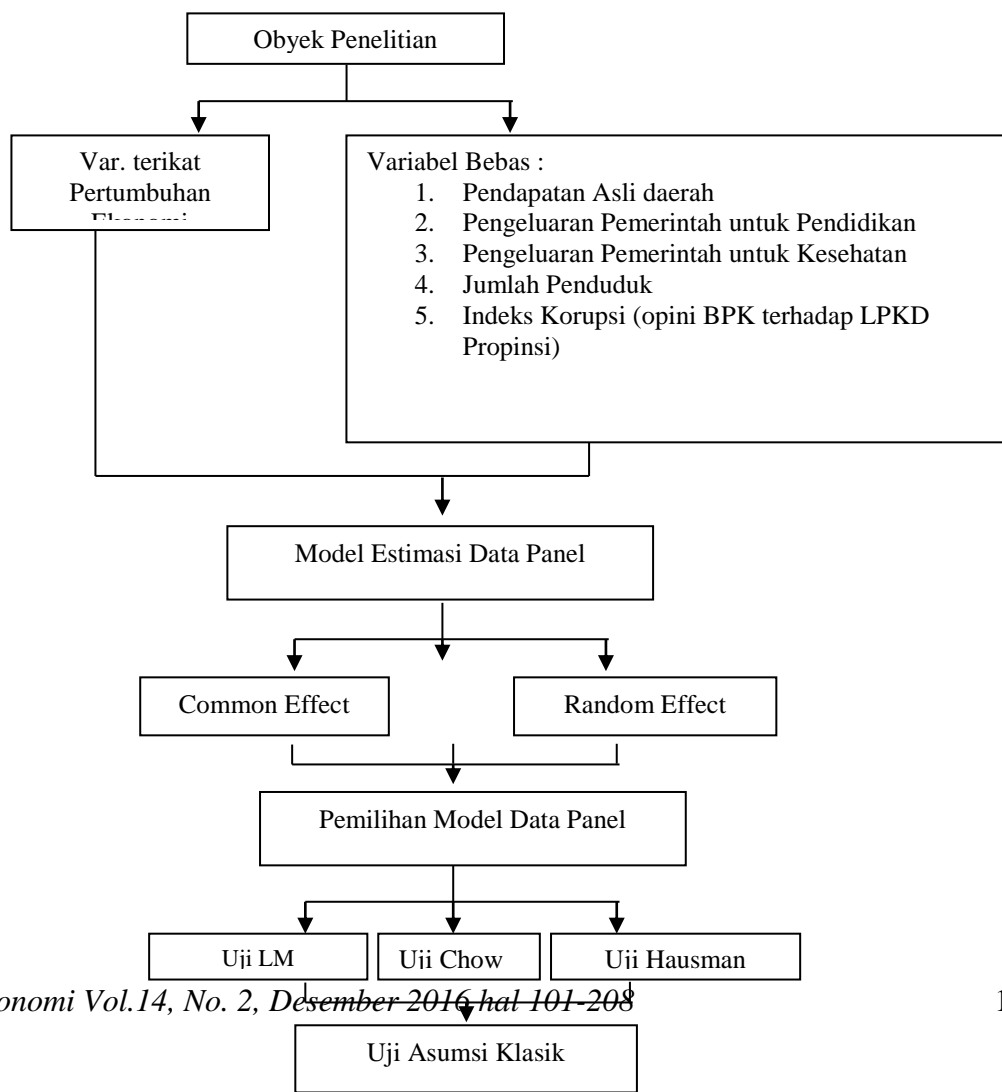 Obyek Penelitian
Var. terikat
Pertumbuhan
Ekonomi
Variabel Bebas :
1. Pendapatan Asli daerah
2. Pengeluaran Pemerintah untuk Pendidikan
3. Pengeluaran Pemerintah untuk Kesehatan
4. Jumlah Penduduk
5. Indeks Korupsi (opini BPK terhadap LPKD
Propinsi)
Model Estimasi Data Panel
Common Effect
Random Effect
Pemilihan Model Data Panel
Uji LM
Uji Chow
Uji Hausman
onomi Vol.14, No. 2, Desember 2016 hal 101-208
1
Uji Asumsi Klasik